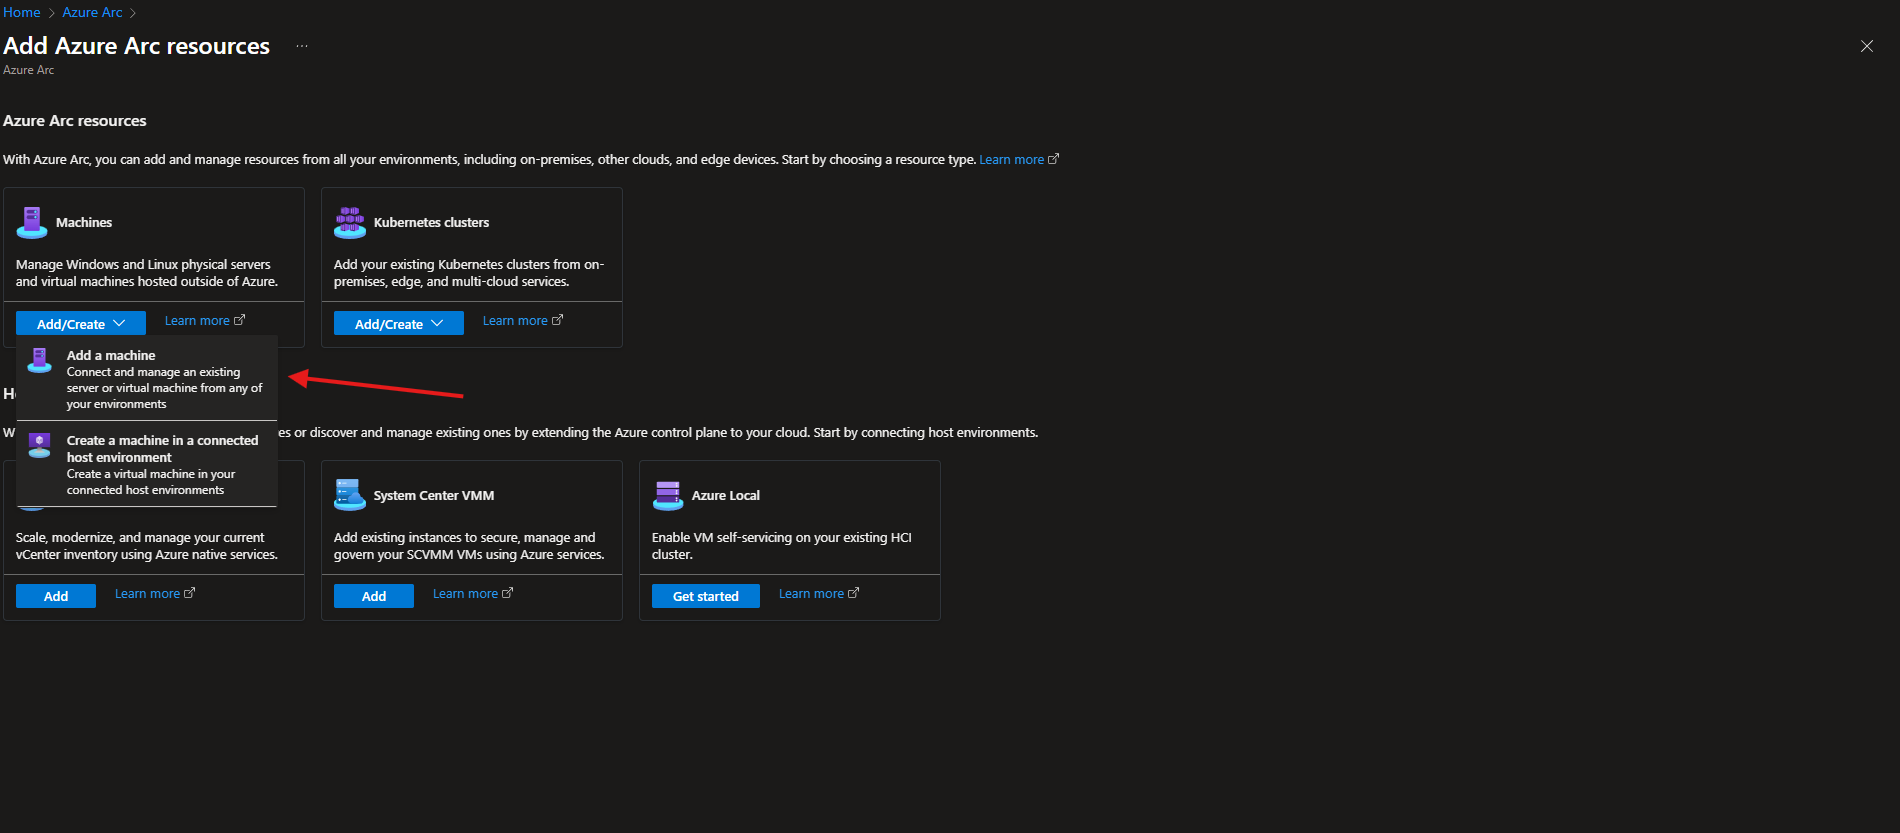 Home > Azure Arc >
Add Azure Arc resources ...
Azure Arc
Azure Arc resources
With Azure Arc, you can add and manage resources from all your environments, including on-premises, other clouds, and edge devices. Start by choosing a resource type. Learn more
Machines
Manage Windows and Linux physical servers
and virtual machines hosted outside of Azure.
Add/Create
Learn more
Kubernetes clusters
Add your existing Kubernetes clusters from on-
premises, edge, and multi-cloud services.
Add/Create
Learn more
Add a machine
Connect and manage an existing
server or virtual machine from any of
your environments
Create a machine in a connected
host environment
Create a virtual machine in your
connected host environments
or discover and manage existing ones by extending the Azure control plane to your cloud. Start by connecting host environments.
Scale, modernize, and manage your current
vCenter inventory using Azure native services.
Add
Learn more
System Center VMM
Add existing instances to secure, manage and
govern your SCVMM VMs using Azure services.
Add
Learn more
Azure Local
Enable VM self-servicing on your existing HCI
cluster.
Get started
Learn more